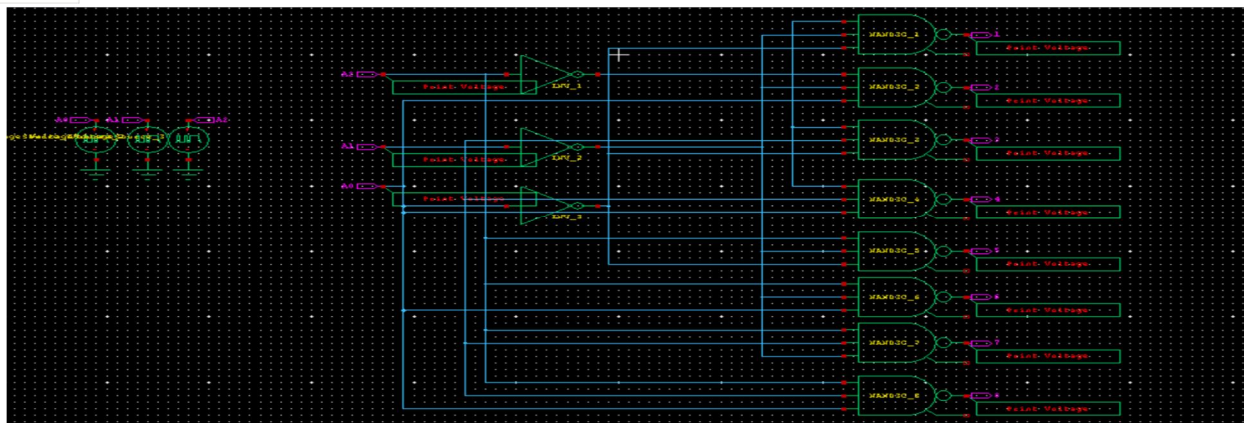 NAND3C_1
1
Point Voltage
A2
Point Voltage
INV_1
NAND3C_2
2
Point Voltage
A0
A1
A2
NAND3C_3
3
Point Voltage
A1
Point Voltage
INV_2
A0
Point Voltage
INV_3
NAND3C_4
4
Point Voltage
NAND3C_5
5
Point Voltage
NAND3C_6
6
Point Voltage
NAND3C_7
7
Point Voltage
NAND3C_8
8
Point Voltage